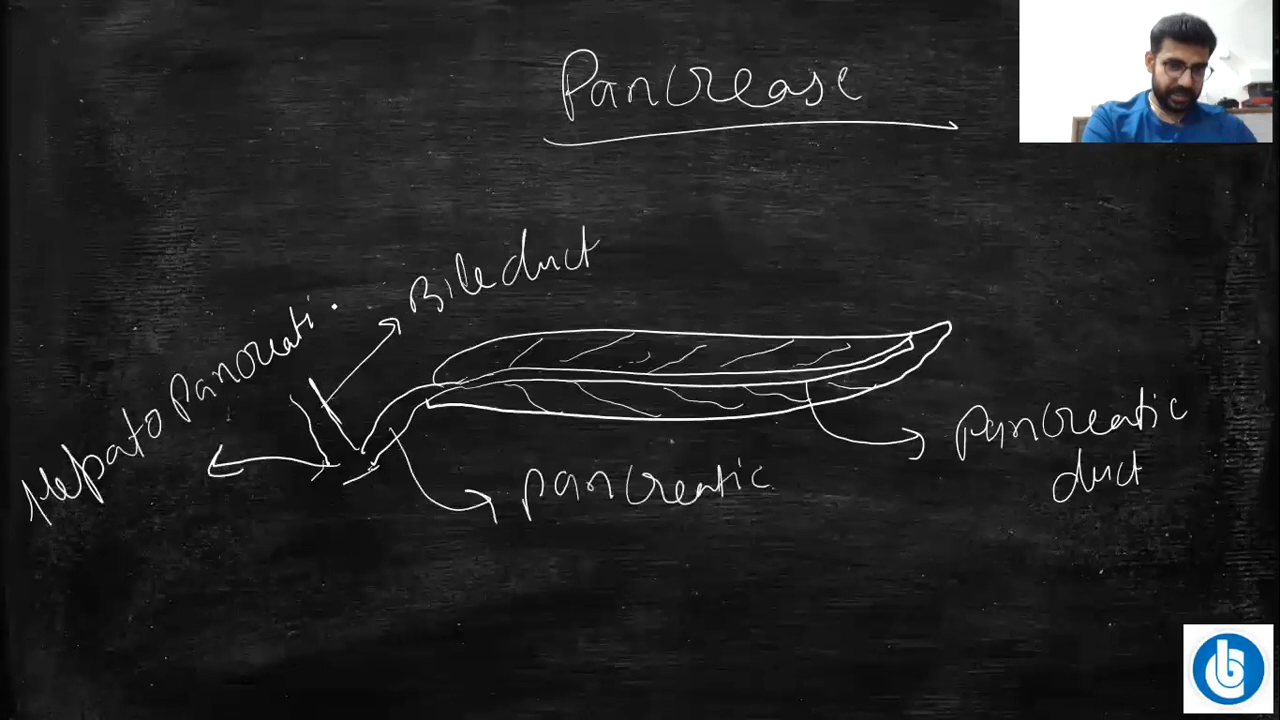 Pancrease
Bile duct
Hepato pancreati
pancreatic
Pancreatic
duct